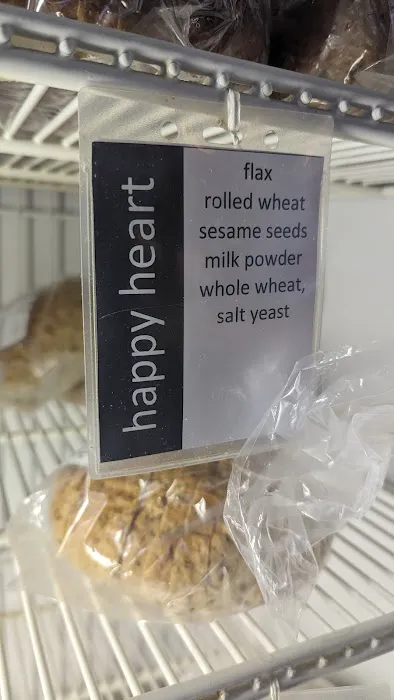 happy heart
flax
rolled wheat
sesame seeds
milk powder
whole wheat,
salt yeast